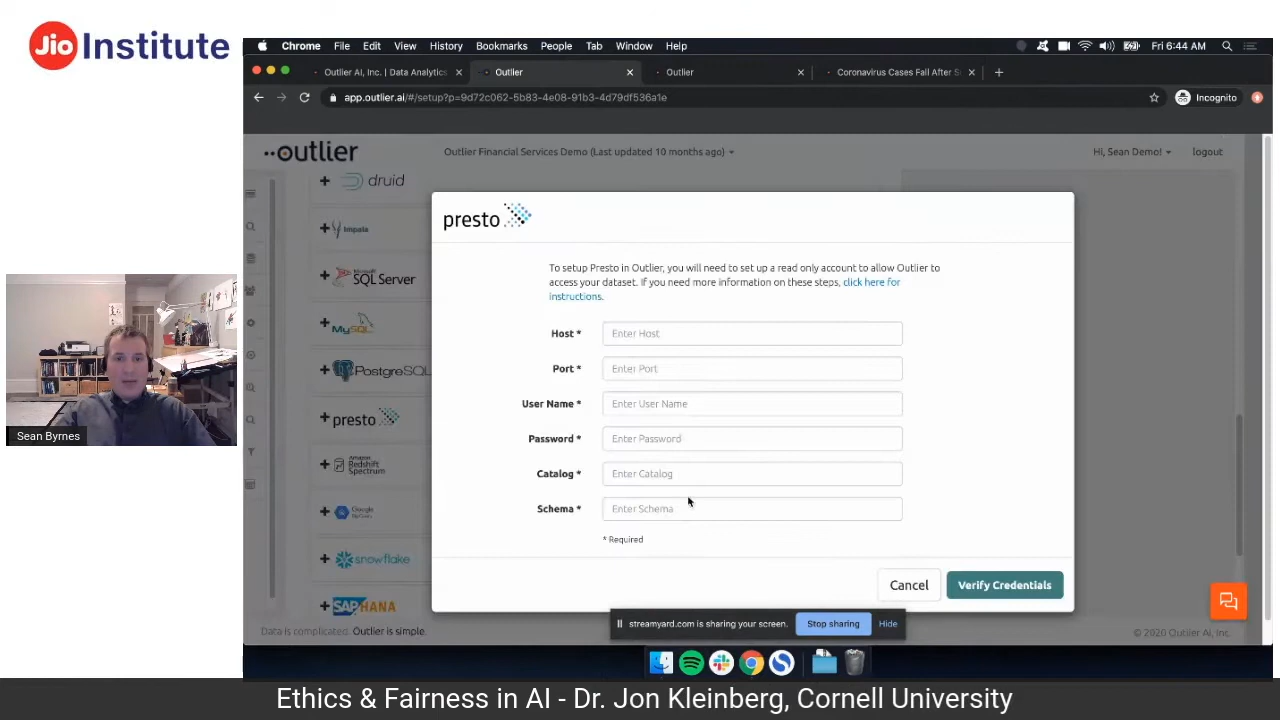 Jio Institute
Chrome File Edit View History Bookmarks People Tab Window Help
Fri 6:44 AM
Outlier AI, Inc. | Data Analytics
Outlier
Outlier
Coronavirus Cases Fall After S
app.outlier.ai/#/setup?p=9d72c062-5b83-4e08-91b3-4d79df536a1e
Incognito
outlier
Outlier Financial Services Demo (Last updated 10 months ago)
Hi, Sean Demo!
logout
druid
Impala
Microsoft
SQL Server
MySQL
PostgreSQL
presto
Amazon
Redshift
Spectrum
Google
snowflake
SAP HANA
presto
To setup Presto in Outlier, you will need to set up a read only account to allow Outlier to
access your dataset. If you need more information on these steps, click here for
instructions.
Host * Enter Host
Port * Enter Port
User Name * Enter User Name
Password * Enter Password
Catalog * Enter Catalog
Schema * Enter Schema
* Required
Cancel
Verify Credentials
streamyard.com is sharing your screen. Stop sharing Hide
Data is complicated. Outlier is simple.
© 2020 Outlier AI, Inc.
Sean Byrnes
Ethics & Fairness in AI - Dr. Jon Kleinberg, Cornell University